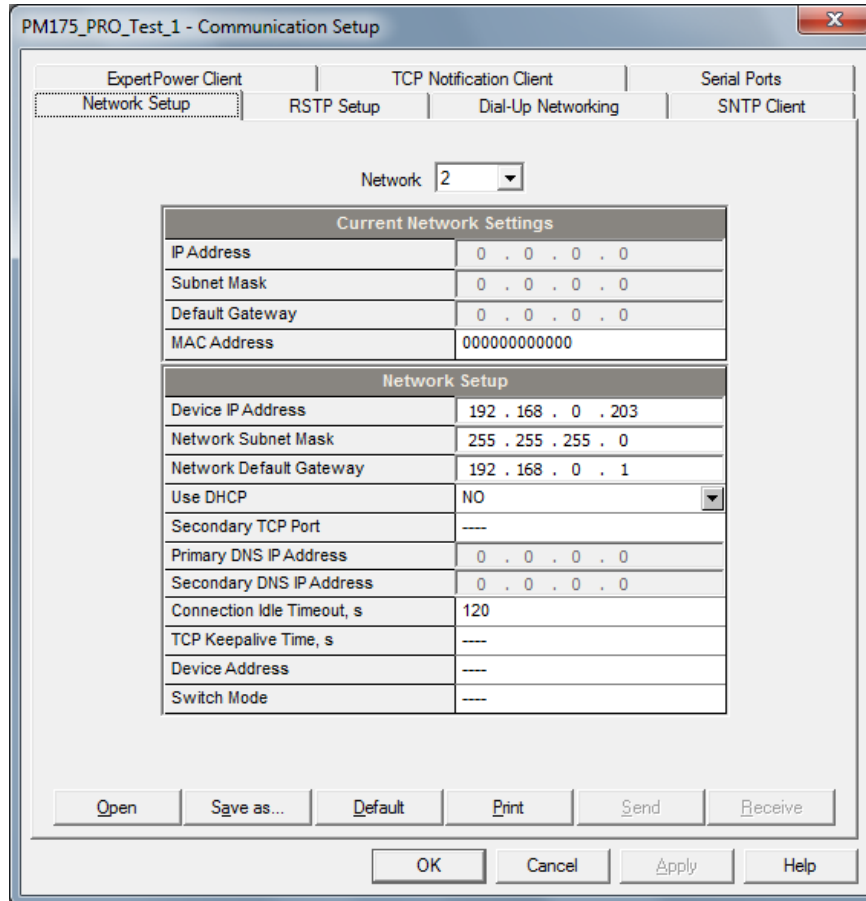 PM175_PRO_Test_1 - Communication Setup
ExpertPower Client TCP Notification Client Serial Ports
Network Setup RSTP Setup Dial-Up Networking SNTP Client
Network 2
Current Network Settings
IP Address 0 . 0 . 0 . 0
Subnet Mask 0 . 0 . 0 . 0
Default Gateway 0 . 0 . 0 . 0
MAC Address 000000000000
Network Setup
Device IP Address 192 . 168 . 0 . 203
Network Subnet Mask 255 . 255 . 255 . 0
Network Default Gateway 192 . 168 . 0 . 1
Use DHCP NO
Secondary TCP Port ----
Primary DNS IP Address 0 . 0 . 0 . 0
Secondary DNS IP Address 0 . 0 . 0 . 0
Connection Idle Timeout, s 120
TCP Keepalive Time, s ----
Device Address ----
Switch Mode ----
Open Save as... Default Print Send Receive
OK Cancel Apply Help